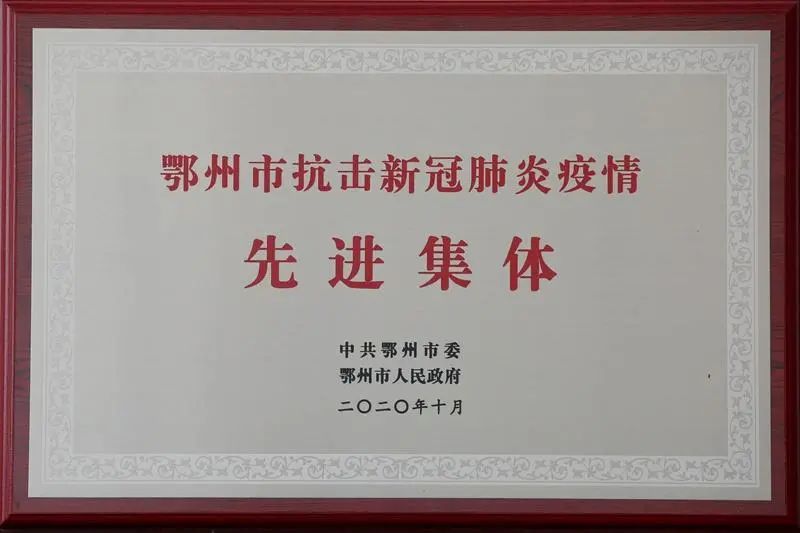 鄂州市抗击新冠肺炎疫情
先进集体
中共鄂州市委
鄂州市人民政府
二〇二〇年十月